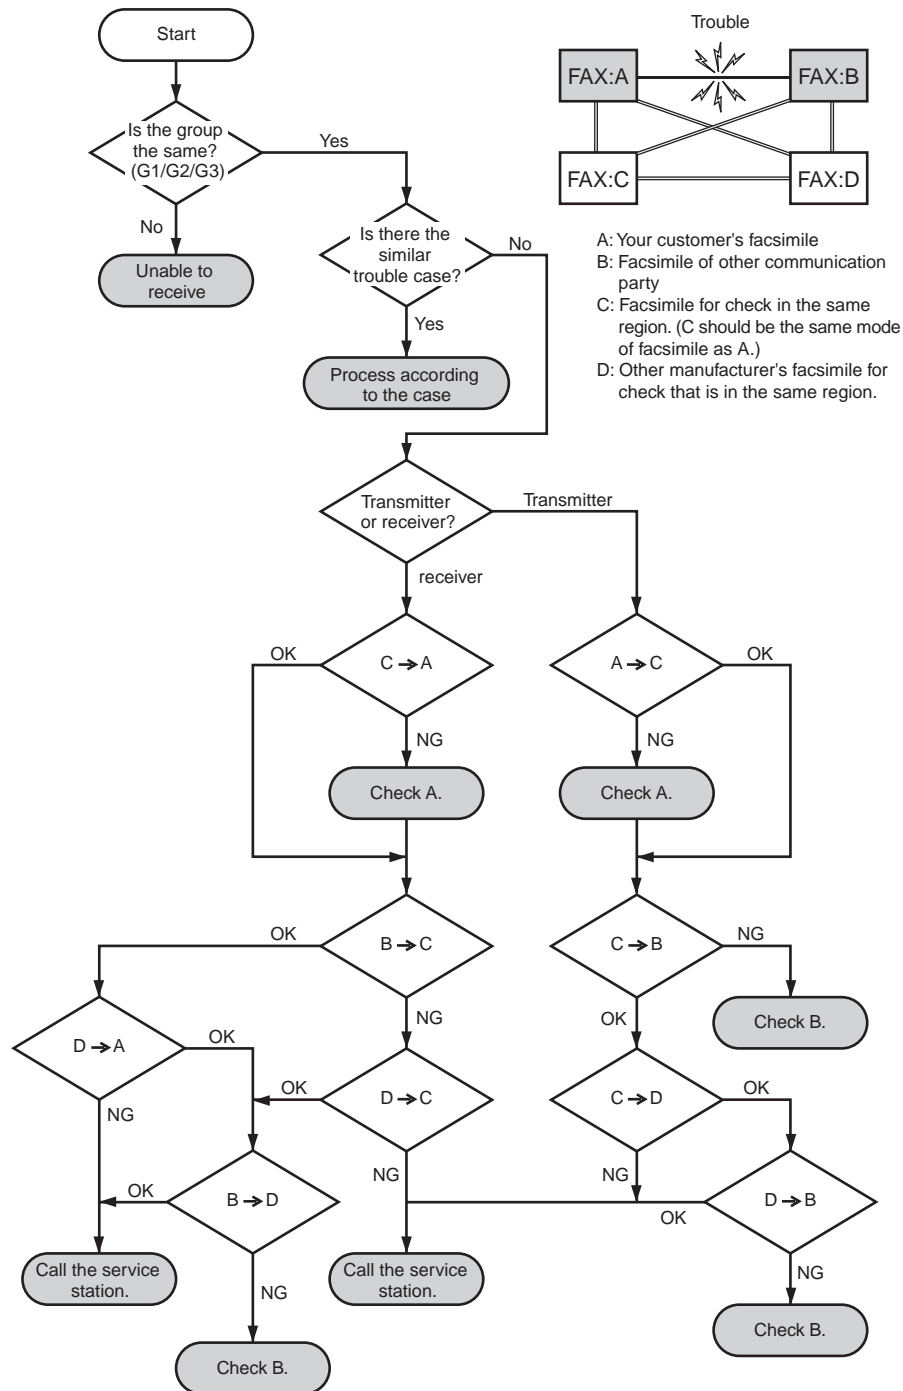 Start
Trouble
FAX:A
FAX:B
FAX:C
FAX:D
Is the group
the same?
(G1/G2/G3)
Yes
No
Unable to
receive
Is there the
similar
trouble case?
No
Yes
Process according
to the case
A: Your customer's facsimile
B: Facsimile of other communication
party
C: Facsimile for check in the same
region. (C should be the same mode
of facsimile as A.)
D: Other manufacturer's facsimile for
check that is in the same region.
Transmitter
or receiver?
Transmitter
receiver
OK
C → A
A → C
OK
NG
NG
Check A.
Check A.
OK
B → C
C → B
NG
NG
OK
Check B.
D → A
OK
OK
D → C
C → D
OK
NG
NG
NG
OK
B → D
OK
D → B
Call the service
station.
NG
Call the service
station.
NG
Check B.
Check B.